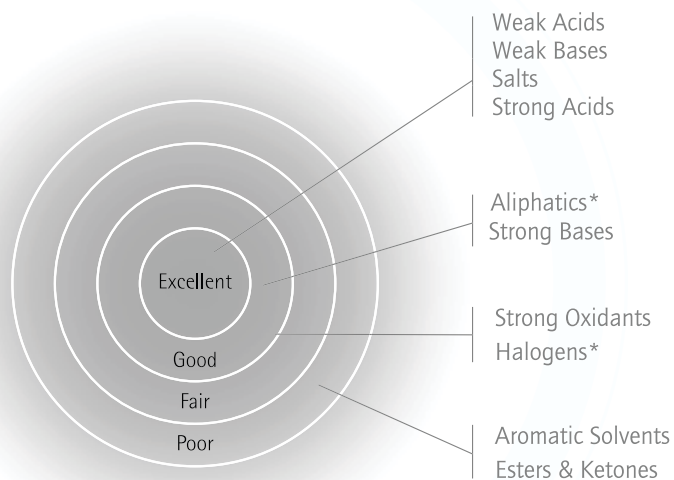 Weak Acids
Weak Bases
Salts
Strong Acids
Aliphatics*
Strong Bases
Excellent
Strong Oxidants
Halogens*
Good
Fair
Poor
Aromatic Solvents
Esters & Ketones